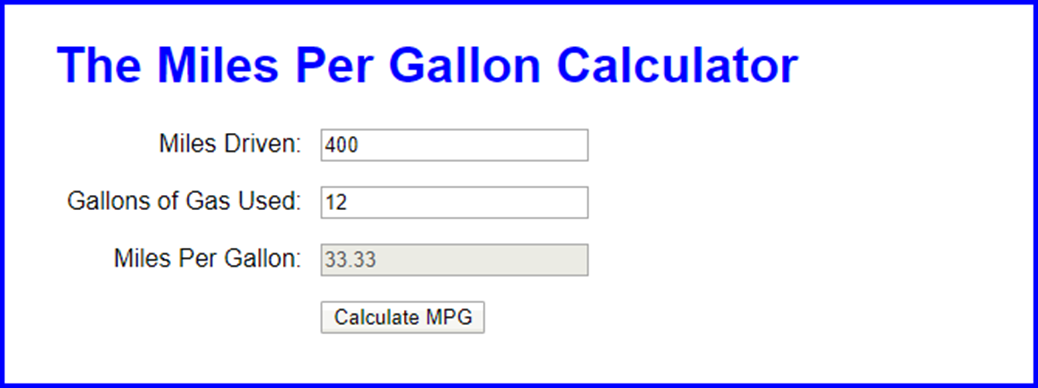 The Miles Per Gallon Calculator
Miles Driven: 400
Gallons of Gas Used: 12
Miles Per Gallon: 33.33
Calculate MPG